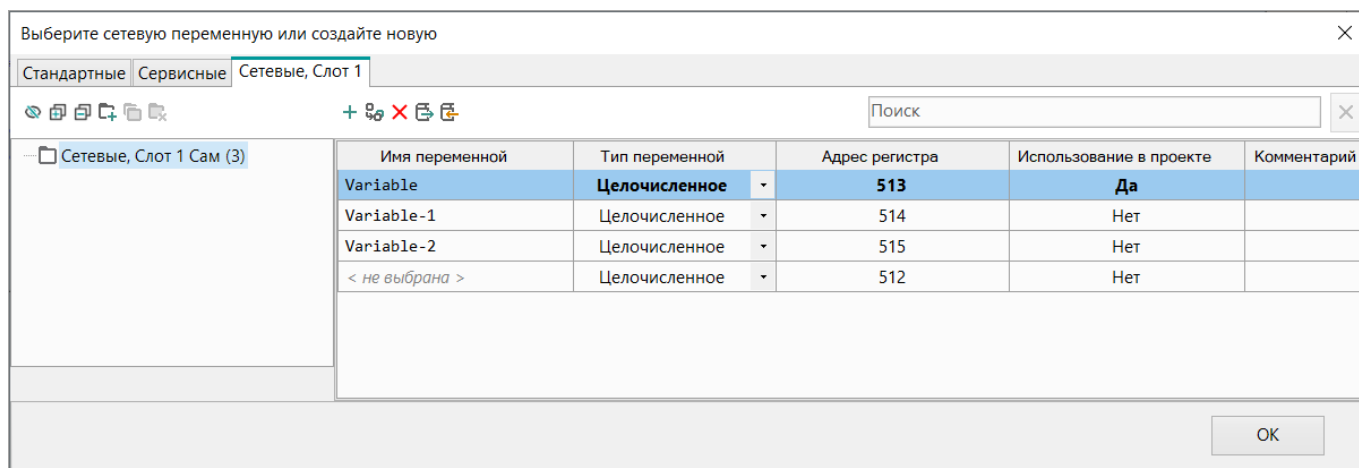 Выберите сетевую переменную или создайте новую
Стандартные Сервисные Сетевые, Слот 1
Поиск
Сетевые, Слот 1 Сам (3)
Имя переменной Тип переменной Адрес регистра Использование в проекте Комментарий
Variable Целочисленное 513 Да
Variable-1 Целочисленное 514 Нет
Variable-2 Целочисленное 515 Нет
< не выбрана > Целочисленное 512 Нет
OK